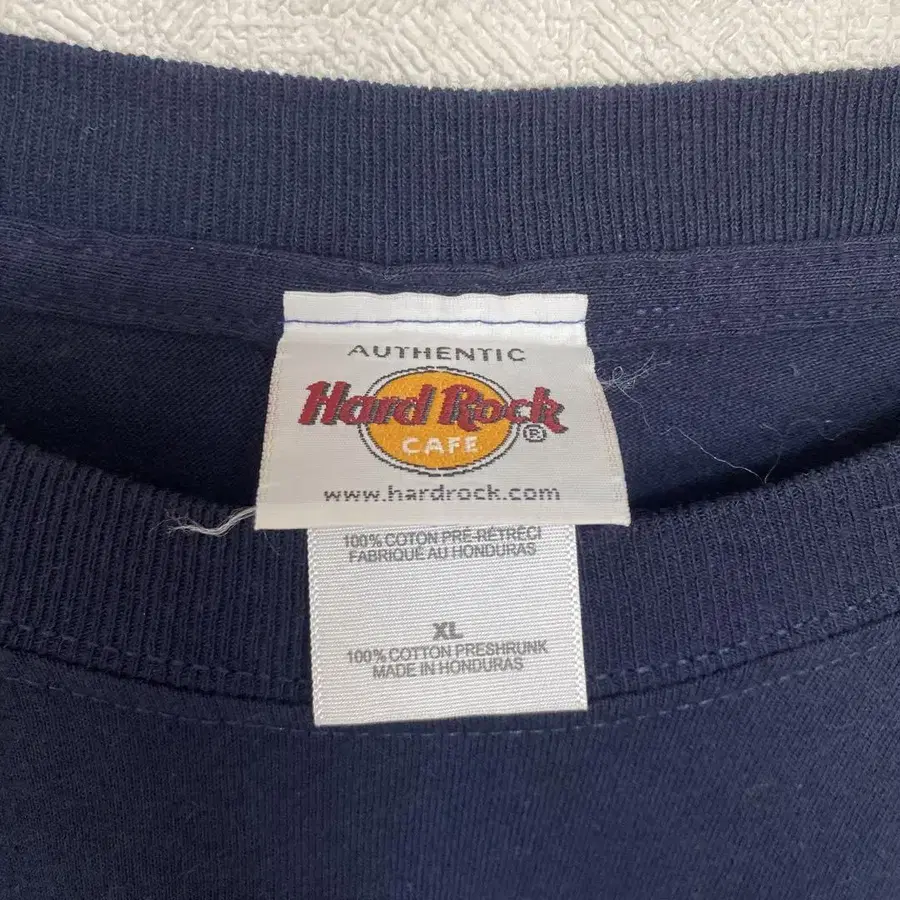 AUTHENTIC
Hard Rock ®
CAFE
www.hardrock.com
100% COTON PRÉ-RÉTRÉCI
FABRIQUÉ AU HONDURAS
XL
100% COTTON PRESHRUNK
MADE IN HONDURAS